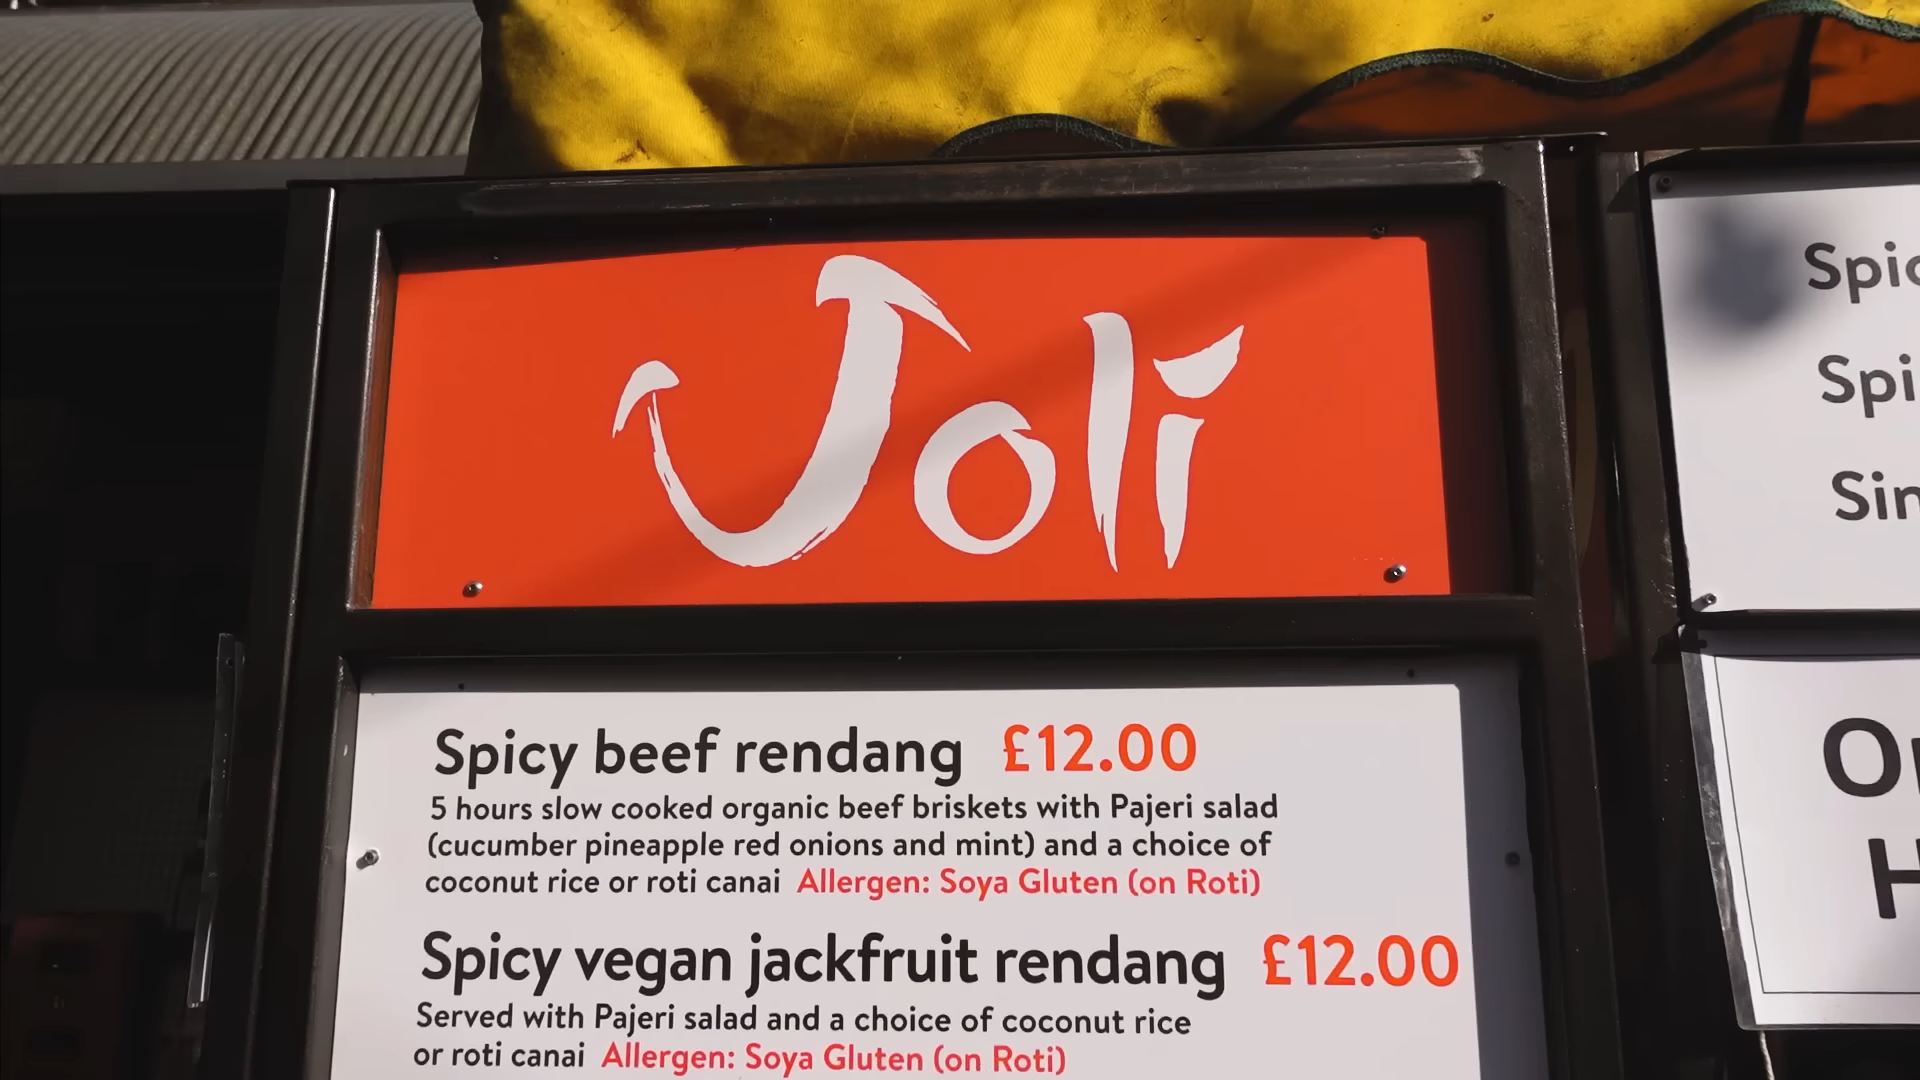 Joli
Spicy beef rendang £12.00
5 hours slow cooked organic beef briskets with Pajeri salad
(cucumber pineapple red onions and mint) and a choice of
coconut rice or roti canai Allergen: Soya Gluten (on Roti)
Spicy vegan jackfruit rendang £12.00
Served with Pajeri salad and a choice of coconut rice
or roti canai Allergen: Soya Gluten (on Roti)